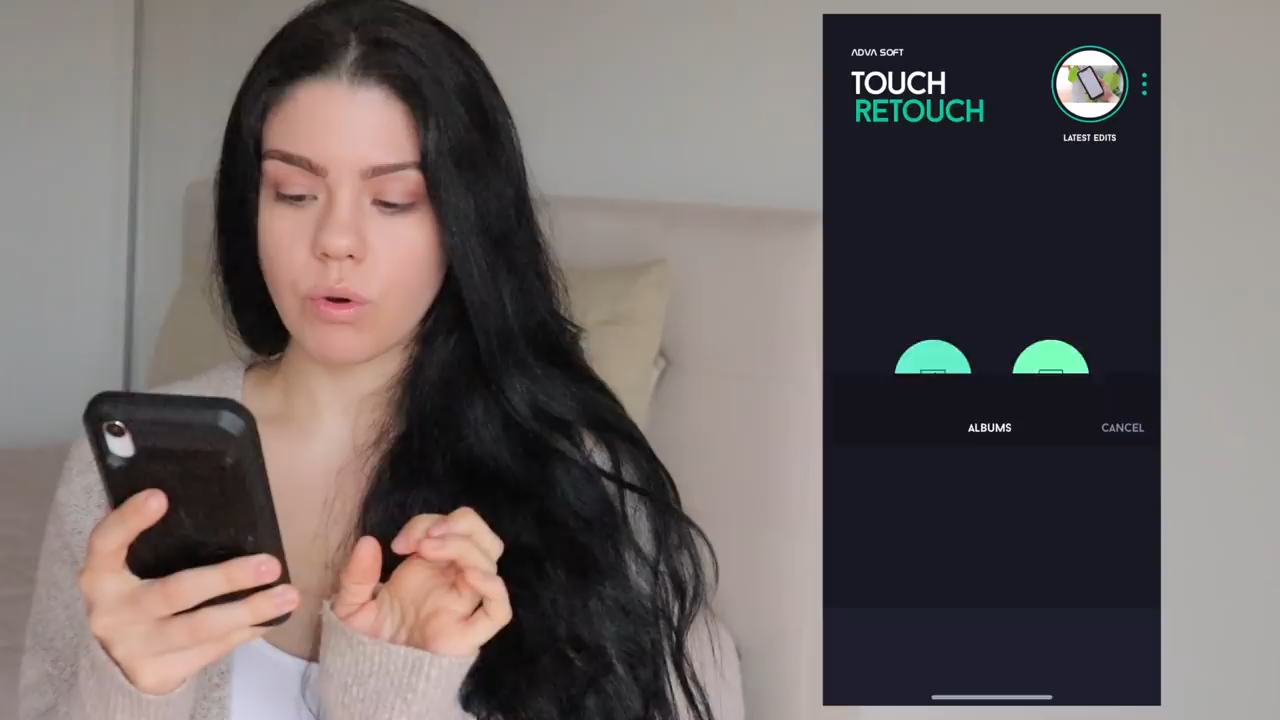 ADVA SOFT
TOUCH
RETOUCH
LATEST EDITS
ALBUMS
CANCEL